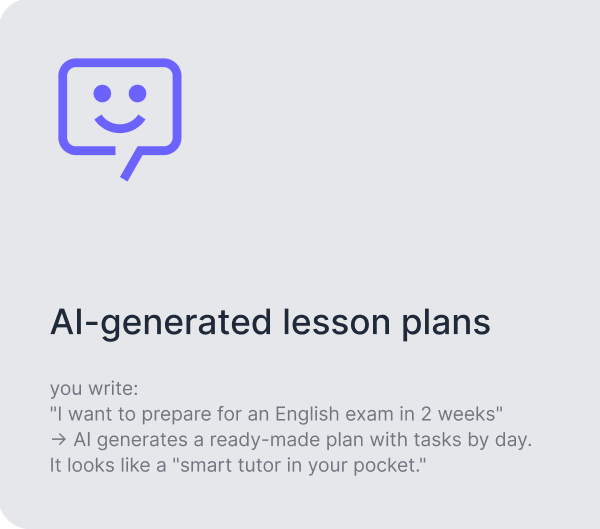 AI-generated lesson plans
you write:
"I want to prepare for an English exam in 2 weeks"
→ AI generates a ready-made plan with tasks by day.
It looks like a "smart tutor in your pocket."